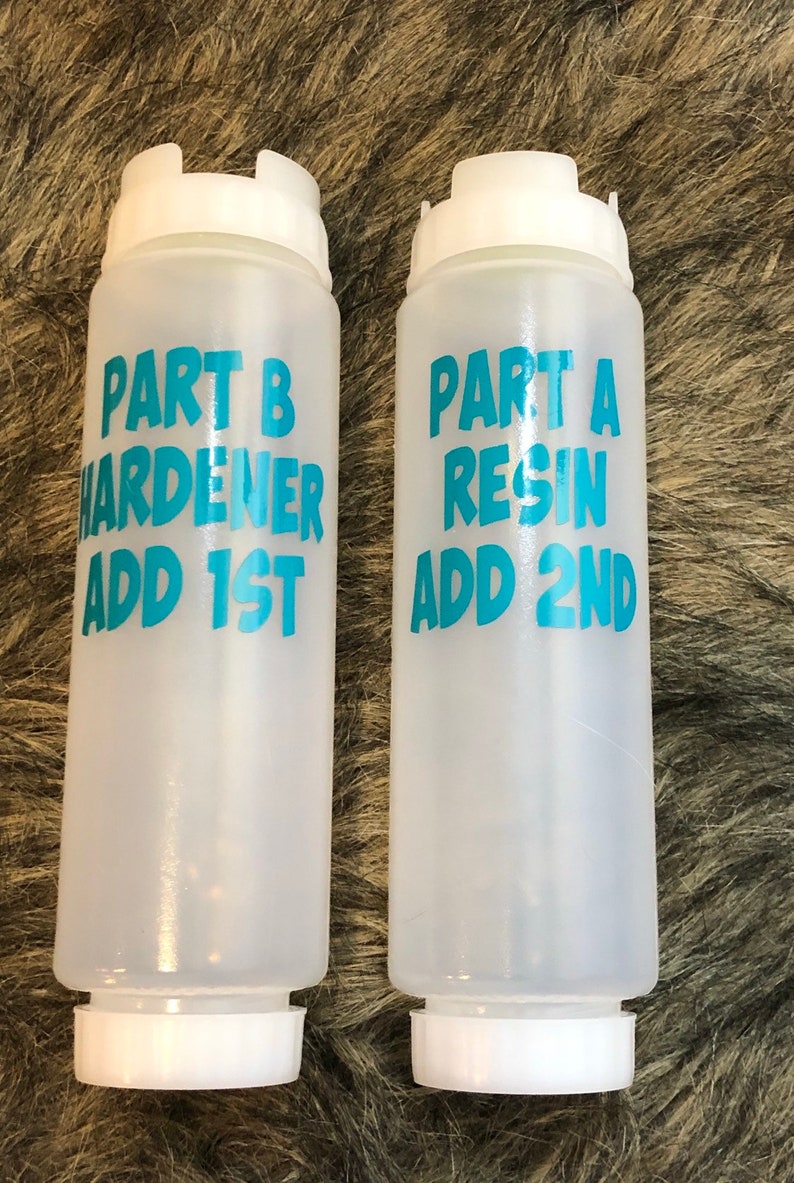 PART B
HARDENER
ADD 1ST
PART A
RESIN
ADD 2ND